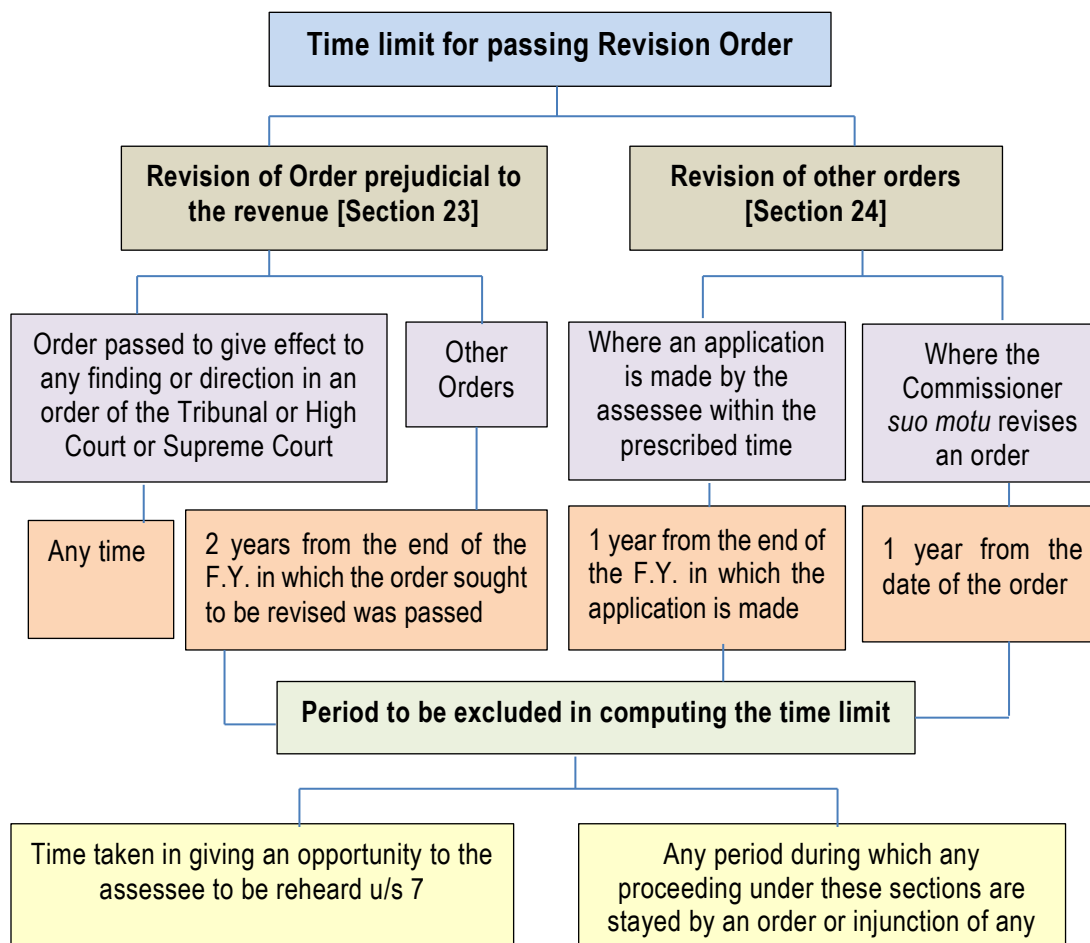 Time limit for passing Revision Order
Revision of Order prejudicial to
the revenue [Section 23]
Revision of other orders
[Section 24]
Order passed to give effect to
any finding or direction in an
order of the Tribunal or High
Court or Supreme Court
Other
Orders
Where an application
is made by the
assessee within the
prescribed time
Where the
Commissioner
suo motu revises
an order
Any time
2 years from the end of the
F.Y. in which the order sought
to be revised was passed
1 year from the end of
the F.Y. in which the
application is made
1 year from the
date of the order
Period to be excluded in computing the time limit
Time taken in giving an opportunity to the
assessee to be reheard u/s 7
Any period during which any
proceeding under these sections are
stayed by an order or injunction of any